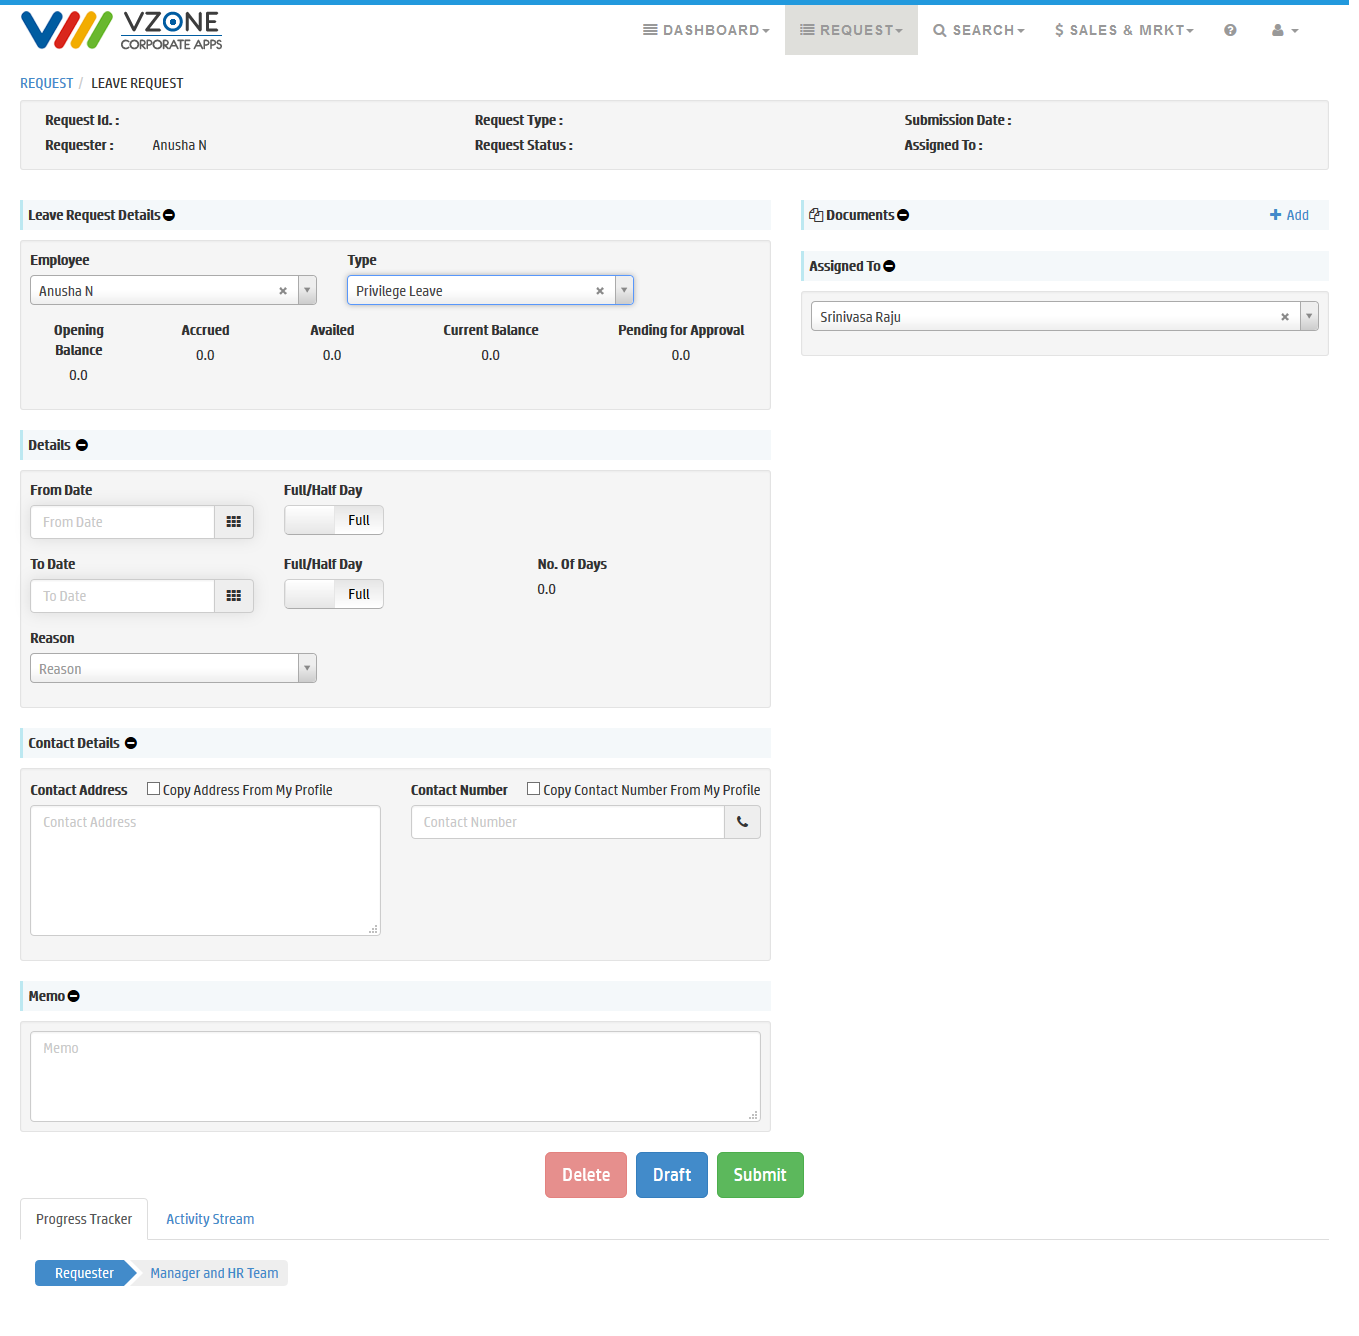 VZONE
CORPORATE APPS
DASHBOARD REQUEST SEARCH $ SALES & MRKT
REQUEST / LEAVE REQUEST
Request Id. : Request Type : Submission Date :
Requester : Anusha N Request Status : Assigned To :
Leave Request Details
Employee Type
Anusha N × Privilege Leave ×
Opening Balance Accrued Availed Current Balance Pending for Approval
0.0 0.0 0.0 0.0 0.0
Documents + Add
Assigned To
Srinivasa Raju ×
Details
From Date Full/Half Day
From Date Full
To Date Full/Half Day No. Of Days
To Date Full 0.0
Reason
Reason
Contact Details
Contact Address Copy Address From My Profile Contact Number Copy Contact Number From My Profile
Contact Address Contact Number
Memo
Memo
Delete Draft Submit
Progress Tracker Activity Stream
Requester Manager and HR Team